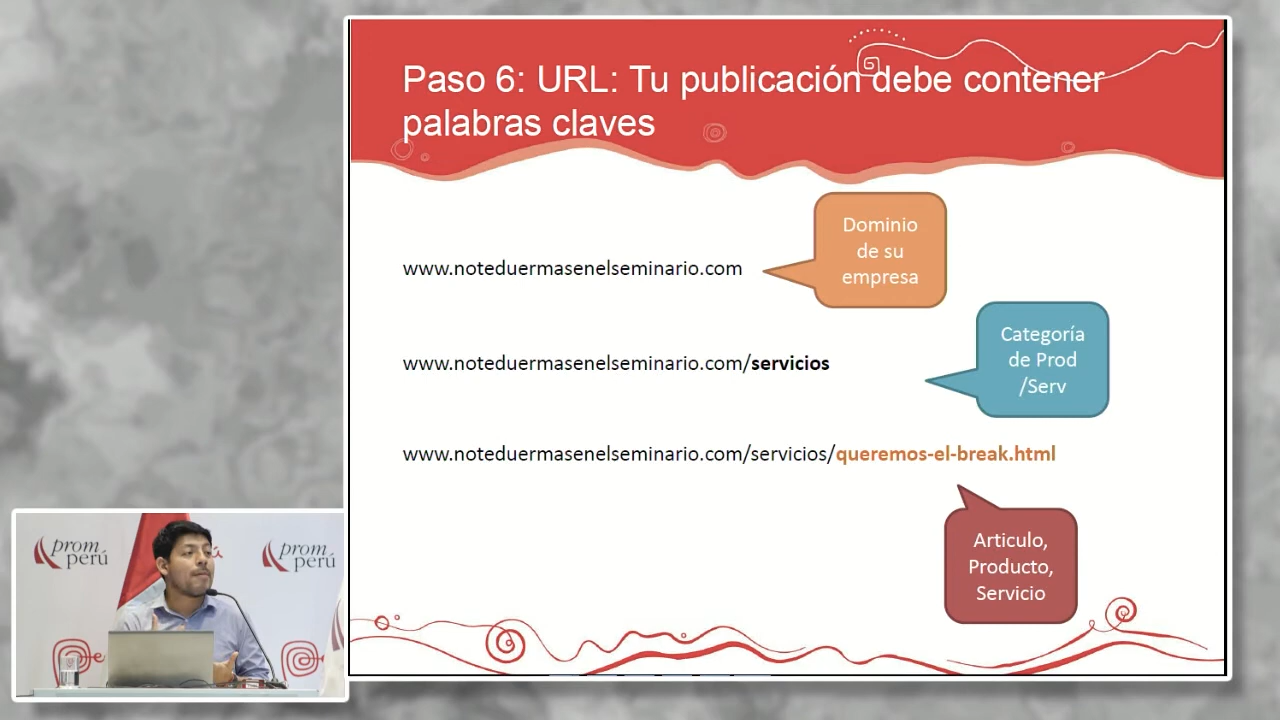 Paso 6: URL: Tu publicación debe contener
palabras claves
Dominio
de su
empresa
www.noteduermasenelseminario.com
Categoría
de Prod
/Serv
www.noteduermasenelseminario.com/servicios
www.noteduermasenelseminario.com/servicios/queremos-el-break.html
Articulo,
Producto,
Servicio
prom
perú
prom
perú